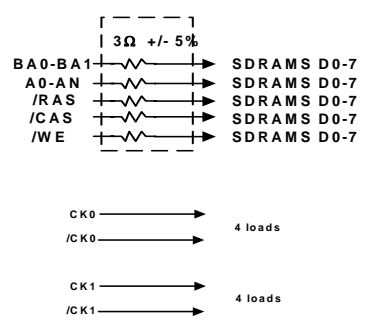 3Ω +/- 5%
BA0-BA1 SDRAMS D0-7
A0-AN SDRAMS D0-7
/RAS SDRAMS D0-7
/CAS SDRAMS D0-7
/WE SDRAMS D0-7
CK0
/CK0
4 loads
CK1
/CK1
4 loads